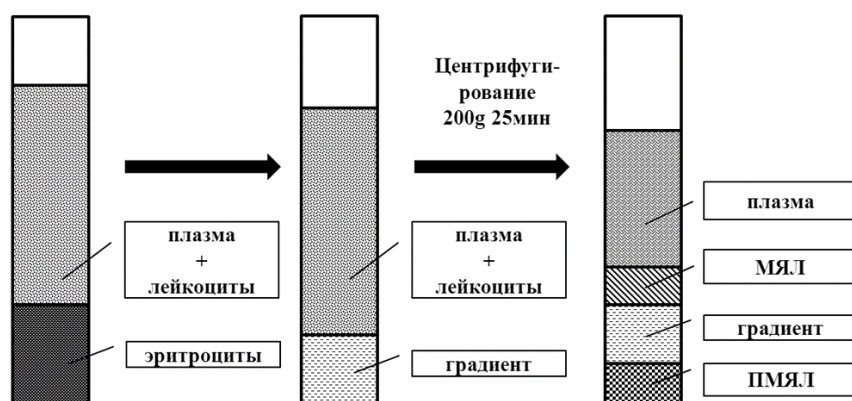 Центрифуги-
рование
200g 25мин
плазма
+
лейкоциты
эритроциты
плазма
+
лейкоциты
градиент
плазма
МЯЛ
градиент
ПМЯЛ